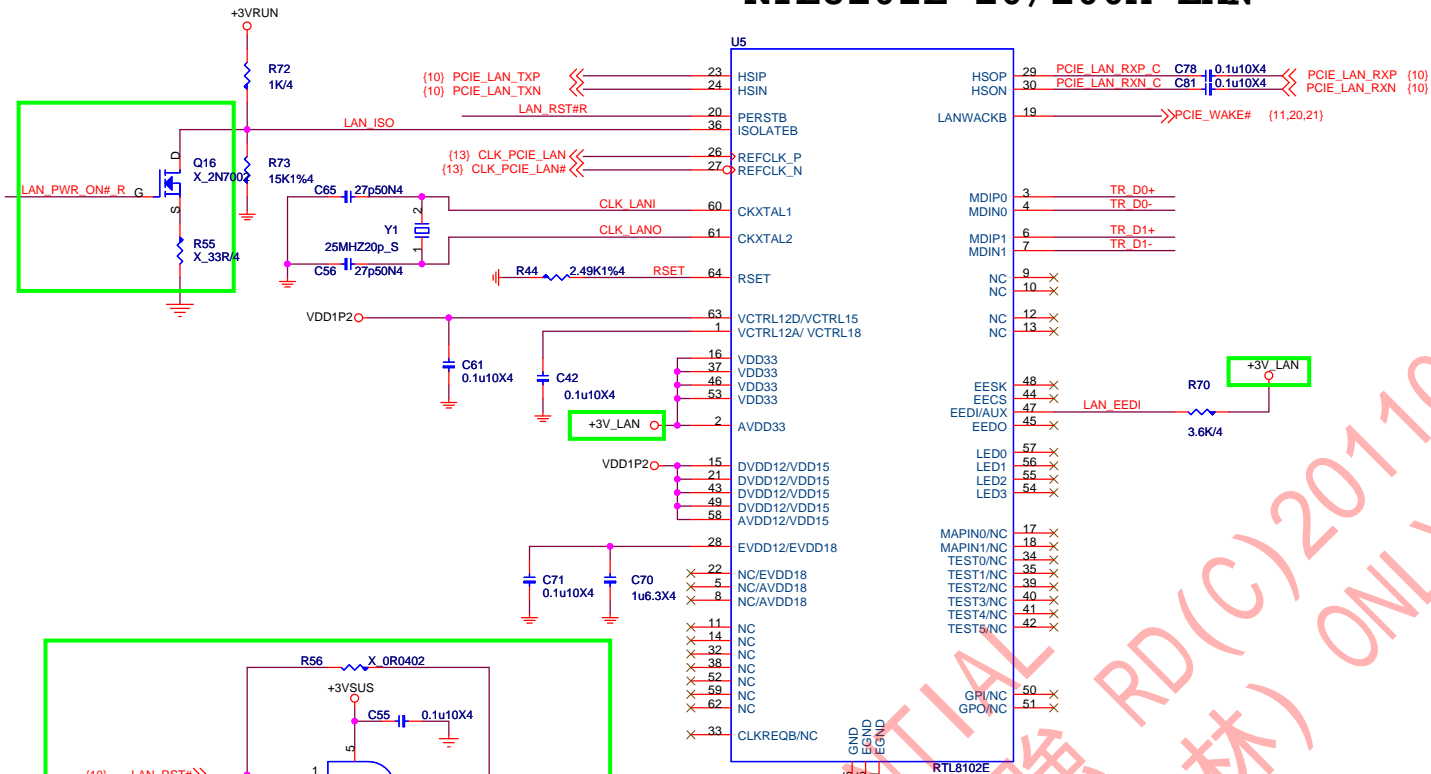 +3VRUN
R72
1K/4
LAN_ISO
Q16
X_2N7002
D
G
S
LAN_PWR_ON#_R
R73
15K1%4
R55
X_33R/4
{10} PCIE_LAN_TXP
{10} PCIE_LAN_TXN
LAN_RST#R
{13} CLK_PCIE_LAN
{13} CLK_PCIE_LAN#
C65 27p50N4
2
Y1
25MHZ20p_S
1
C56 27p50N4
CLK_LANI
CLK_LANO
R44 2.49K1%4 RSET
VDD1P2
C61
0.1u10X4
C42
0.1u10X4
+3V_LAN
VDD1P2
C71
0.1u10X4
C70
1u6.3X4
U5
23 HSIP
24 HSIN
20 PERSTB
36 ISOLATEB
26 REFCLK_P
27 REFCLK_N
60 CKXTAL1
61 CKXTAL2
64 RSET
63 VCTRL12D/VCTRL15
1 VCTRL12A/ VCTRL18
16 VDD33
37 VDD33
46 VDD33
53 VDD33
2 AVDD33
15 DVDD12/VDD15
21 DVDD12/VDD15
43 DVDD12/VDD15
49 DVDD12/VDD15
58 AVDD12/VDD15
28 EVDD12/EVDD18
22 NC/EVDD18
5 NC/AVDD18
8 NC/AVDD18
11 NC
14 NC
32 NC
38 NC
52 NC
59 NC
62 NC
33 CLKREQB/NC
HSOP 29 PCIE_LAN_RXP_C C78 0.1u10X4 PCIE_LAN_RXP {10}
HSON 30 PCIE_LAN_RXN_C C81 0.1u10X4 PCIE_LAN_RXN {10}
LANWACKB 19 PCIE_WAKE# {11,20,21}
MDIP0 3 TR_D0+
MDIN0 4 TR_D0-
MDIP1 6 TR_D1+
MDIN1 7 TR_D1-
NC 9
NC 10
NC 12
NC 13
EESK 48
EECS 44
EEDI/AUX 47 LAN_EEDI
EEDO 45
R70
3.6K/4
+3V_LAN
LED0 57
LED1 56
LED2 55
LED3 54
MAPIN0/NC 17
MAPIN1/NC 18
TEST0/NC 34
TEST1/NC 35
TEST2/NC 39
TEST3/NC 40
TEST4/NC 41
TEST5/NC 42
GPI/NC 50
GPO/NC 51
GND
EGND
EGND
RTL8102E
R56 X_0R0402
+3VSUS
C55 0.1u10X4
5
1
LAN_RST#
RD(C)20110
ONLY